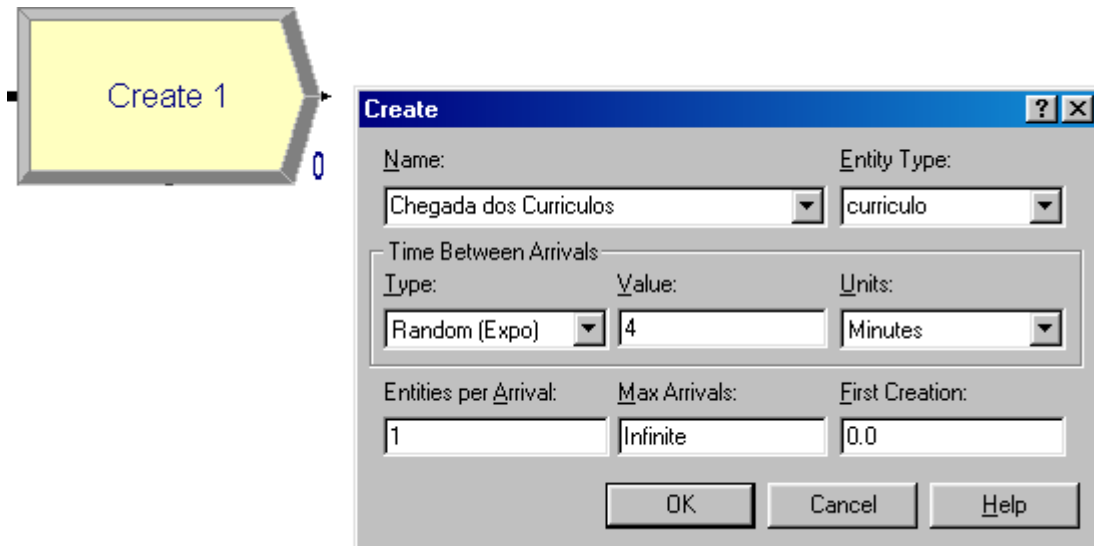 Create 1
0
Create
Name: Entity Type:
Chegada dos Curriculos curriculo
Time Between Arrivals
Type: Value: Units:
Random (Expo) 4 Minutes
Entities per Arrival: Max Arrivals: First Creation:
1 Infinite 0.0
OK Cancel Help